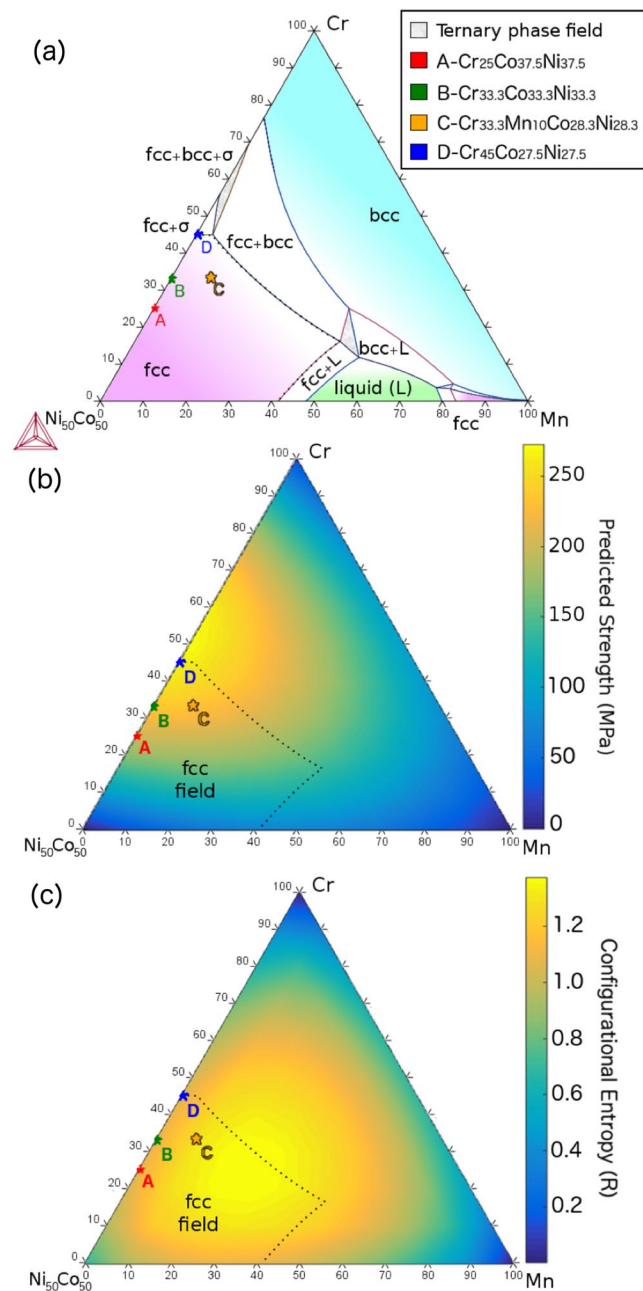 (a)
Cr
Ternary phase field
A-Cr₂₅Co₃₇.₅Ni₃₇.₅
B-Cr₃₃.₃Co₃₃.₃Ni₃₃.₃
C-Cr₃₃.₃Mn₁₀Co₂₈.₃Ni₂₈.₃
D-Cr₄₅Co₂₇.₅Ni₂₇.₅
100
90
80
70
fcc+bcc+σ
60
50
fcc+σ
bcc
D
fcc+bcc
40
B
C
30
A
20
fcc
bcc+L
10
fcc+L
liquid (L)
0
Ni₅₀Co₅₀
0 10 20 30 40 50 60 70 80 90 100
fcc
Mn
(b)
Cr
100
90
80
70
60
50
D
40
B
C
30
A
20
fcc
field
10
0
Ni₅₀Co₅₀
0 10 20 30 40 50 60 70 80 90 100
Mn
250
200
150
100
50
0
Predicted Strength (MPa)
(c)
Cr
100
90
80
70
60
50
D
40
B
C
30
A
20
fcc
field
10
0
Ni₅₀Co₅₀
0 10 20 30 40 50 60 70 80 90 100
Mn
1.2
1.0
0.8
0.6
0.4
0.2
Configurational Entropy (R)